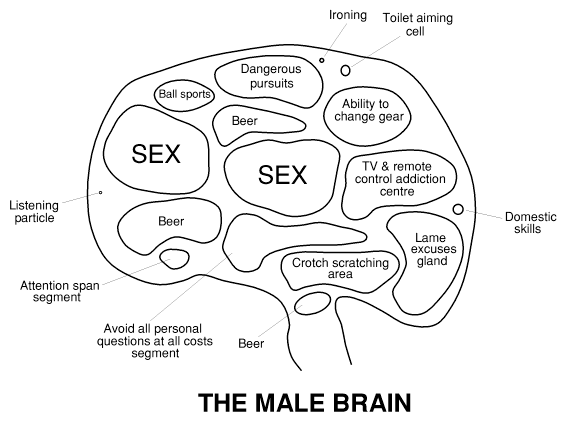 Ironing
Toilet aiming
cell
Dangerous
pursuits
Ball sports
Ability to
change gear
Beer
SEX
SEX
TV & remote
control addiction
centre
Listening
particle
Beer
Domestic
skills
Lame
excuses
gland
Crotch scratching
area
Attention span
segment
Avoid all personal
questions at all costs
segment
Beer
THE MALE BRAIN